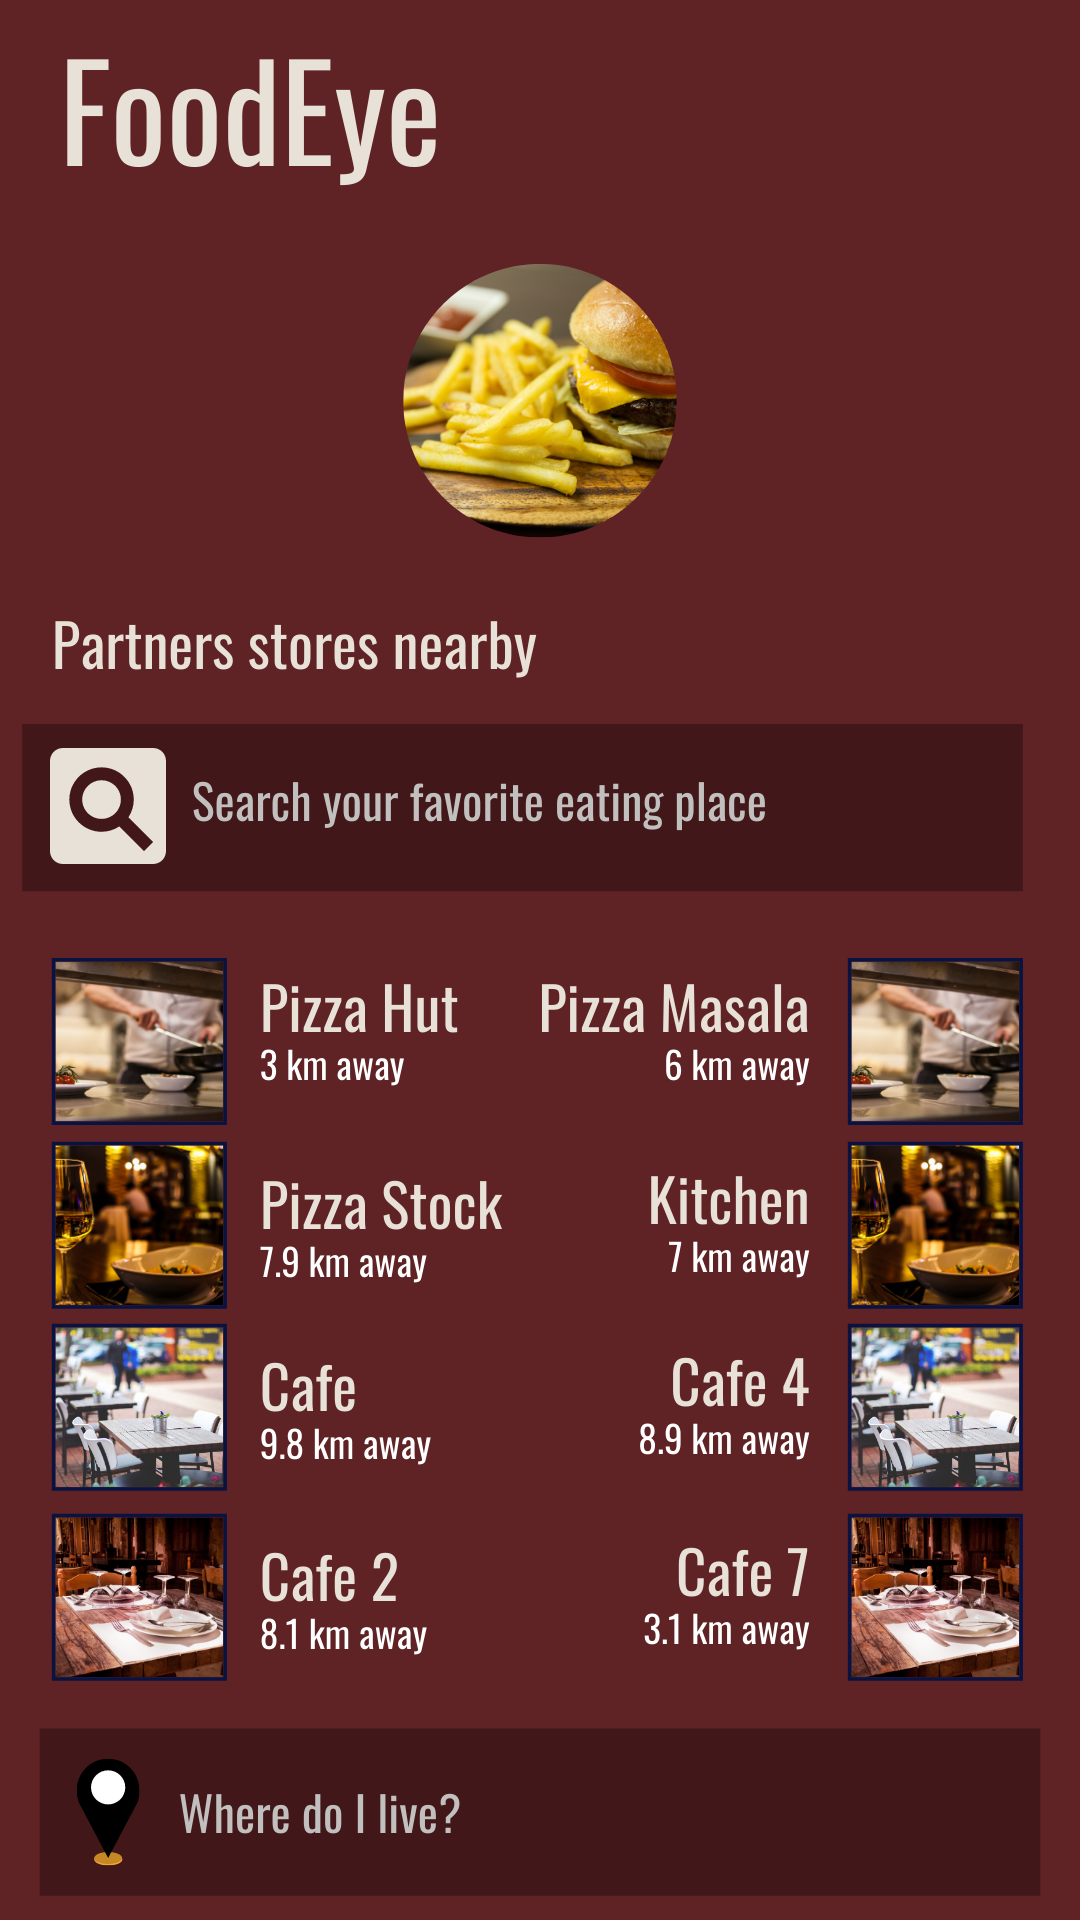 FoodEye
Partners stores nearby
Search your favorite eating place
Pizza Hut
3 km away
Pizza Masala
6 km away
Pizza Stock
7.9 km away
Kitchen
7 km away
Cafe
9.8 km away
Cafe 4
8.9 km away
Cafe 2
8.1 km away
Cafe 7
3.1 km away
Where do I live?